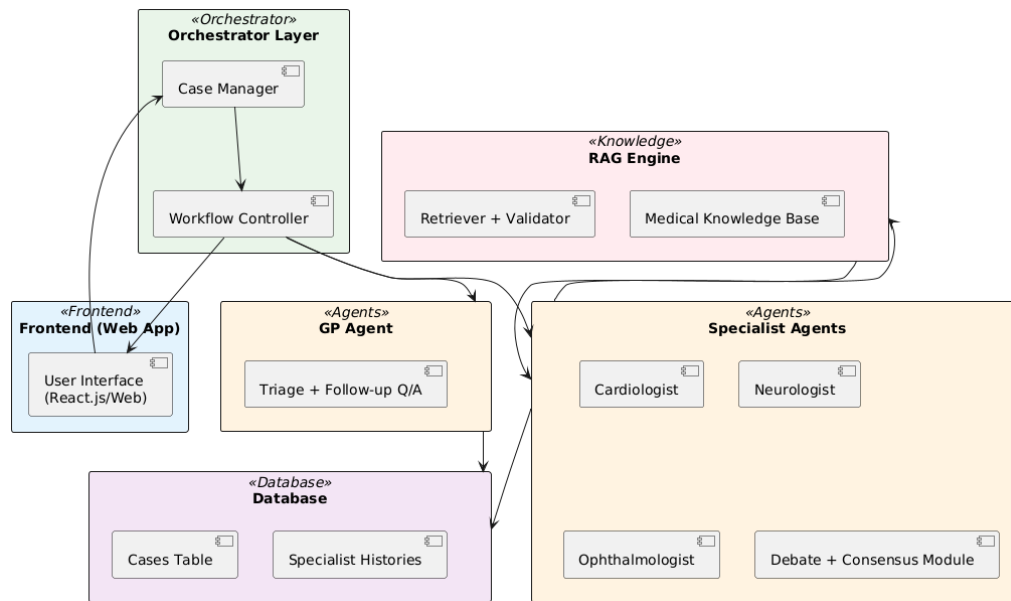 «Orchestrator»
Orchestrator Layer
Case Manager
Workflow Controller
«Knowledge»
RAG Engine
Retriever + Validator
Medical Knowledge Base
«Frontend»
Frontend (Web App)
User Interface
(React.js/Web)
«Agents»
GP Agent
Triage + Follow-up Q/A
«Agents»
Specialist Agents
Cardiologist
Neurologist
Ophthalmologist
Debate + Consensus Module
«Database»
Database
Cases Table
Specialist Histories